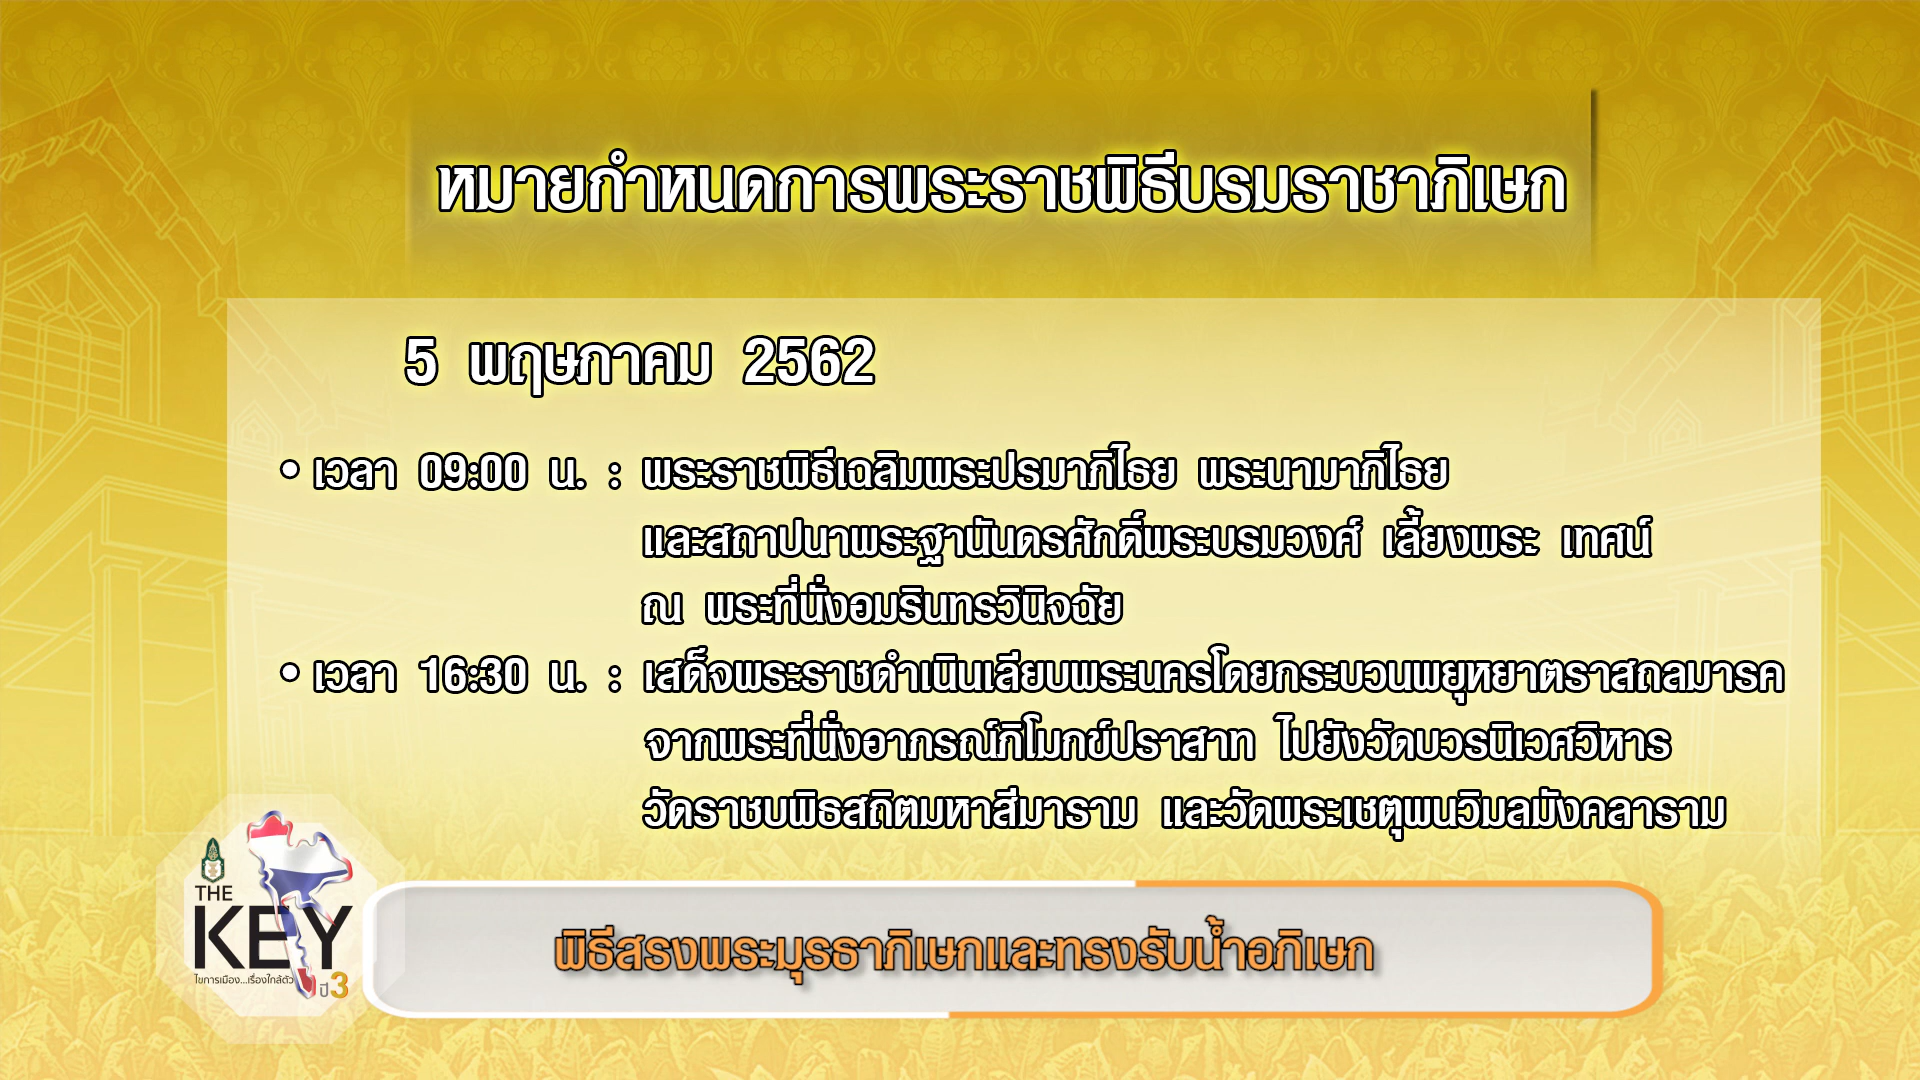 หมายกำหนดการพระราชพิธีบรมราชาภิเษก
5 พฤษภาคม 2562
• เวลา 09:00 น. : พระราชพิธีเฉลิมพระปรมาภิไธย พระนามาภิไธย
และสถาปนาพระฐานันดรศักดิ์พระบรมวงศ์ เลี้ยงพระ เทศน์
ณ พระที่นั่งอมรินทรวินิจฉัย
• เวลา 16:30 น. : เสด็จพระราชดำเนินเลียบพระนครโดยกระบวนพยุหยาตราสถลมารค
จากพระที่นั่งอาภรณ์ภิโมกข์ปราสาท ไปยังวัดบวรนิเวศวิหาร
วัดราชบพิธสถิตมหาสีมาราม และวัดพระเชตุพนวิมลมังคลาราม
THE
KEY
ไขการเมือง...เรื่องใกล้ตัว
ปี 3
พิธีสรงพระมุรธาภิเษกและทรงรับน้ำอภิเษก